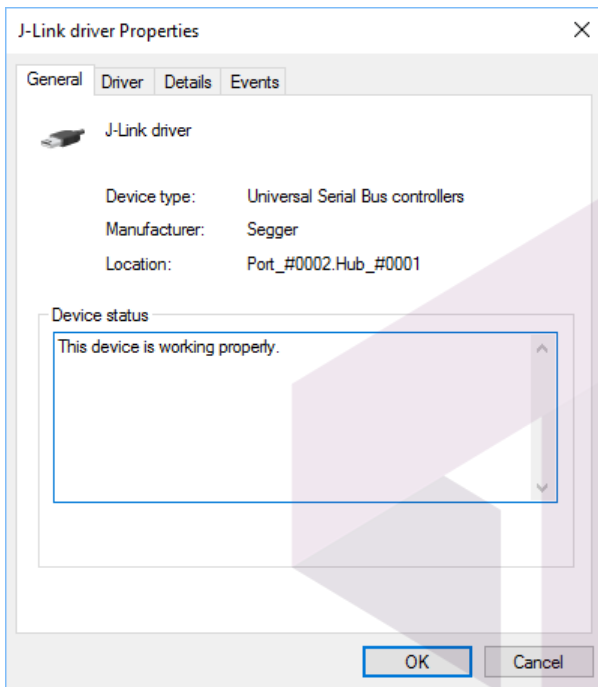 J-Link driver Properties
General Driver Details Events
J-Link driver
Device type: Universal Serial Bus controllers
Manufacturer: Segger
Location: Port_#0002.Hub_#0001
Device status
This device is working properly.
OK Cancel